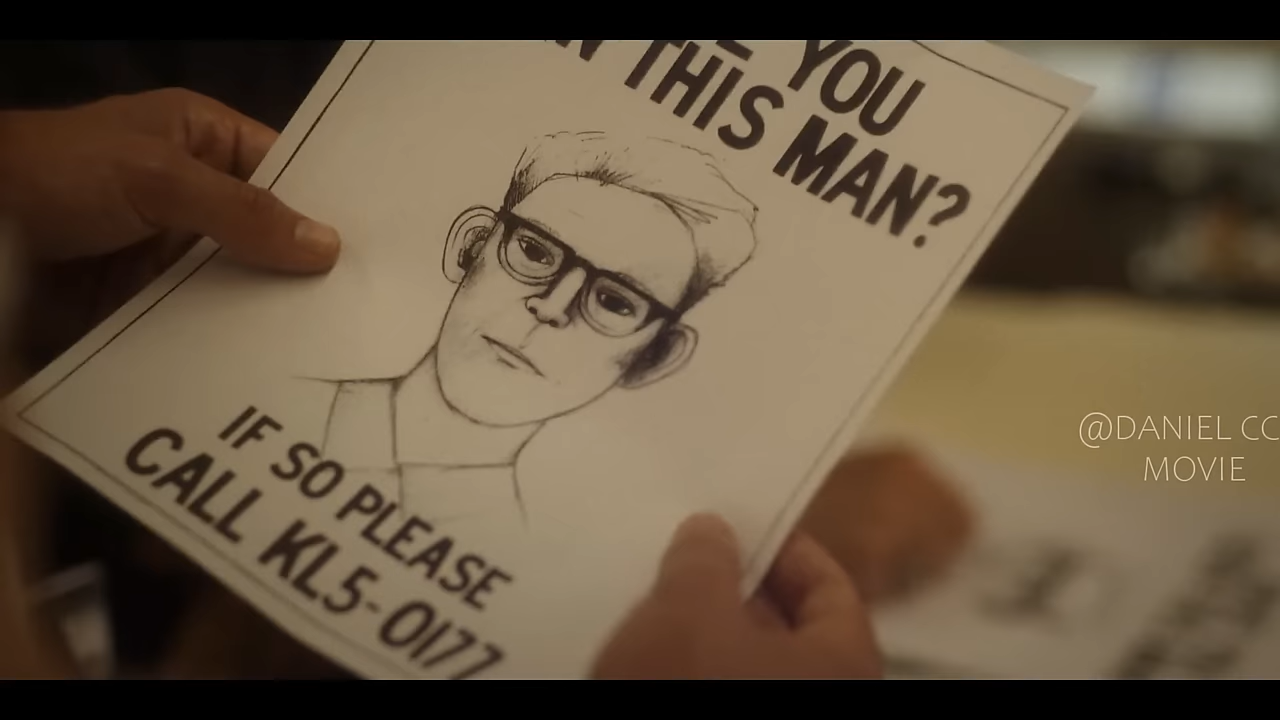 YOU
THIS MAN?
IF SO PLEASE
CALL KL5-0177
@DANIEL CC
MOVIE